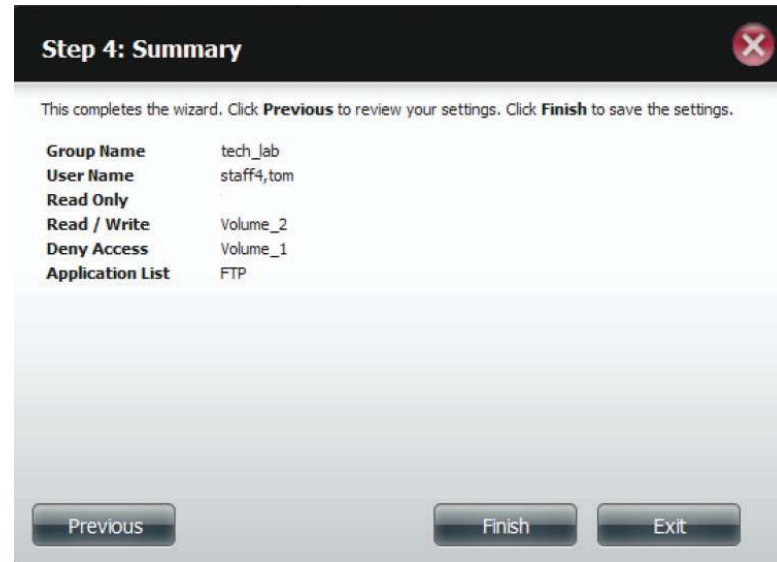 Step 4: Summary
This completes the wizard. Click Previous to review your settings. Click Finish to save the settings.
Group Name tech_lab
User Name staff4,tom
Read Only
Read / Write Volume_2
Deny Access Volume_1
Application List FTP
Previous Finish Exit